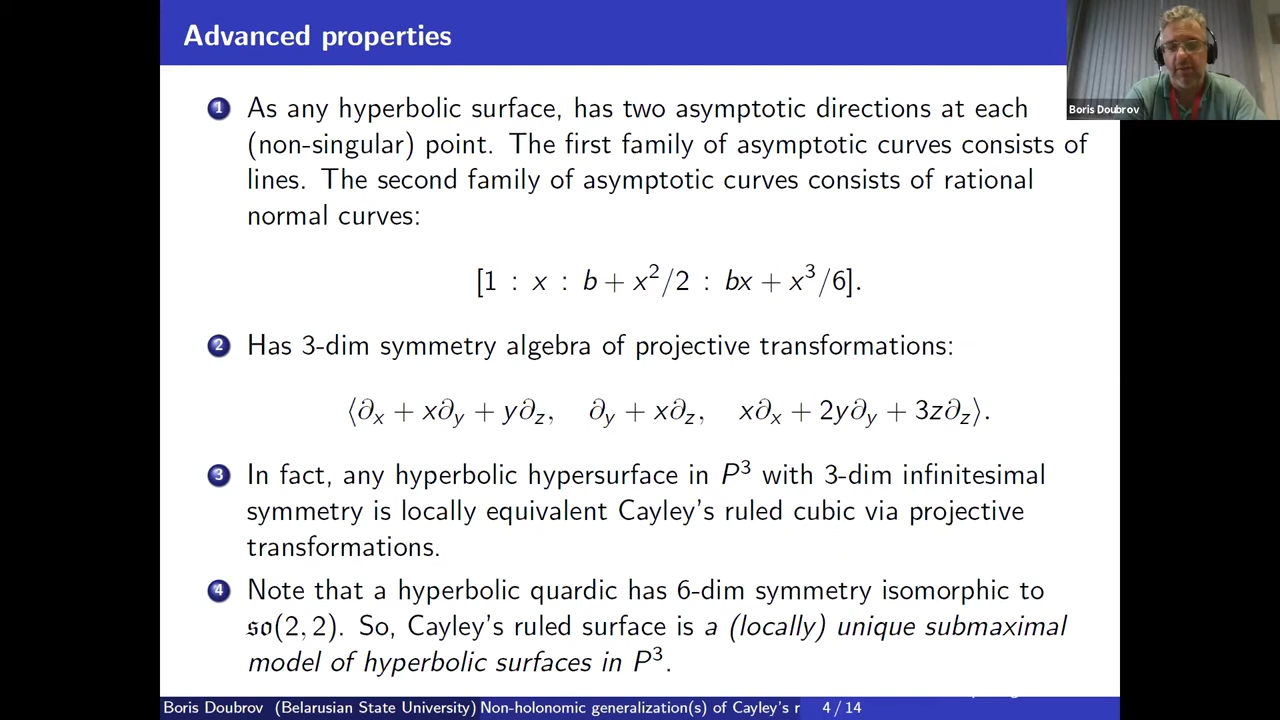 Advanced properties
Boris Doubrov
1 As any hyperbolic surface, has two asymptotic directions at each
(non-singular) point. The first family of asymptotic curves consists of
lines. The second family of asymptotic curves consists of rational
normal curves:
[1 : x : b + x²/2 : bx + x³/6].
2 Has 3-dim symmetry algebra of projective transformations:
⟨∂ₓ + x∂ᵧ + y∂_z, ∂ᵧ + x∂_z, x∂ₓ + 2y∂ᵧ + 3z∂_z⟩.
3 In fact, any hyperbolic hypersurface in P³ with 3-dim infinitesimal
symmetry is locally equivalent Cayley's ruled cubic via projective
transformations.
4 Note that a hyperbolic quardic has 6-dim symmetry isomorphic to
𝔰𝔬(2, 2). So, Cayley's ruled surface is a (locally) unique submaximal
model of hyperbolic surfaces in P³.
Boris Doubrov (Belarusian State University) Non-holonomic generalization(s) of Cayley's r 4 / 14